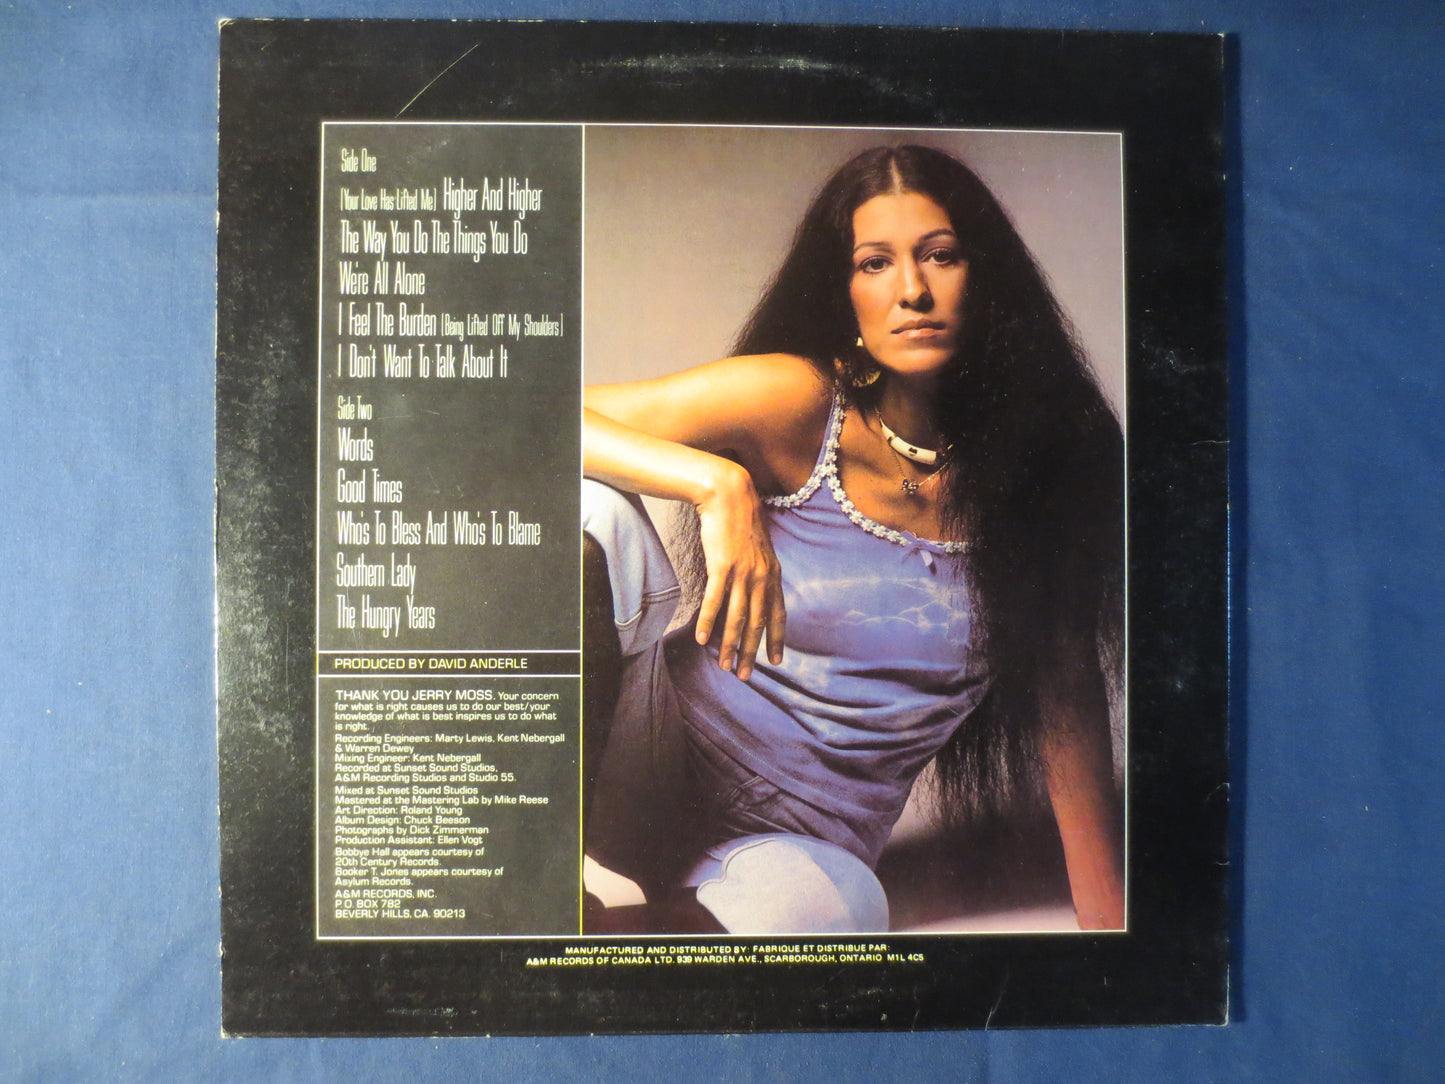 Side One
(Your Love Has Lifted Me) Higher And Higher
The Way You Do The Things You Do
We're All Alone
I Feel The Burden (Being Lifted Off My Shoulders)
I Don't Want To Talk About It
Side Two
Words
Good Times
Who's To Bless And Who's To Blame
Southern Lady
The Hungry Years
PRODUCED BY DAVID ANDERLE
THANK YOU JERRY MOSS. Your concern
for what is right causes us to do our best/your
knowledge of what is best inspires us to do what
is right.
Recording Engineers: Marty Lewis, Kent Nebergall
& Warren Dewey
Mixing Engineer: Kent Nebergall
Recorded at Sunset Sound Studios,
A&M Recording Studios and Studio 55.
Mixed at Sunset Sound Studios
Mastered at the Mastering Lab by Mike Reese
Art Direction: Roland Young
Album Design: Chuck Beeson
Photographs by Dick Zimmerman
Production Assistant: Ellen Vogt
Bobbye Hall appears courtesy of
20th Century Records.
Booker T. Jones appears courtesy of
Asylum Records.
A&M RECORDS, INC.
P.O. BOX 782
BEVERLY HILLS, CA. 90213
MANUFACTURED AND DISTRIBUTED BY: FABRIQUE ET DISTRIBUE PAR:
A&M RECORDS OF CANADA LTD. 939 WARDEN AVE., SCARBOROUGH, ONTARIO M1L 4C5